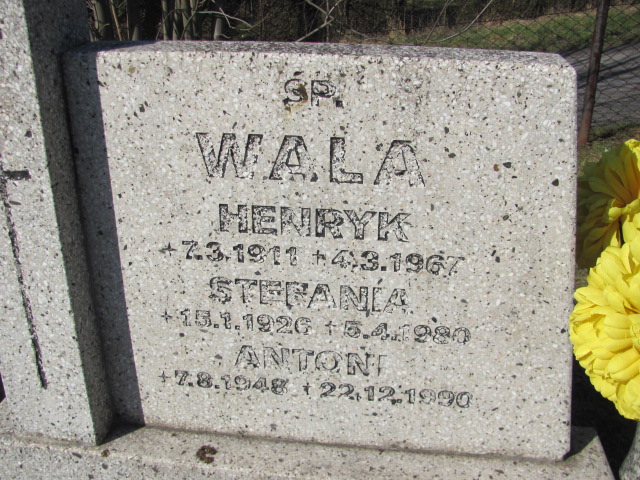 ŚP.
WALA
HENRYK
+7.3.1911 +4.3.1967
STEFANIA
+15.1.1926 +5.4.1980
ANTONI
+7.8.1948 +22.12.1990